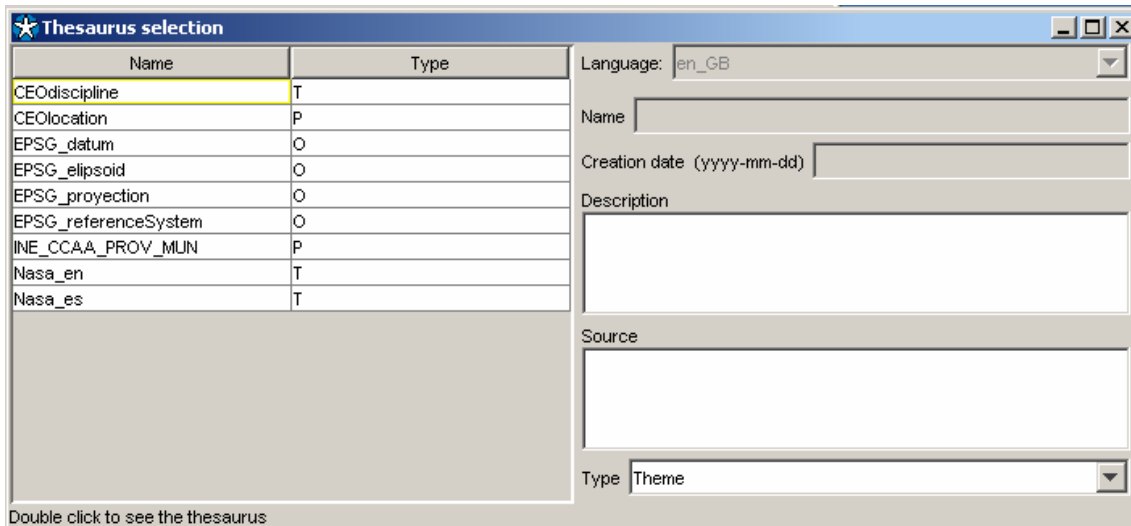 Thesaurus selection
Name Type
CEOdiscipline T
CEOlocation P
EPSG_datum O
EPSG_elipsoid O
EPSG_proyection O
EPSG_referenceSystem O
INE_CCAA_PROV_MUN P
Nasa_en T
Nasa_es T
Double click to see the thesaurus
Language: en_GB
Name
Creation date (yyyy-mm-dd)
Description
Source
Type Theme